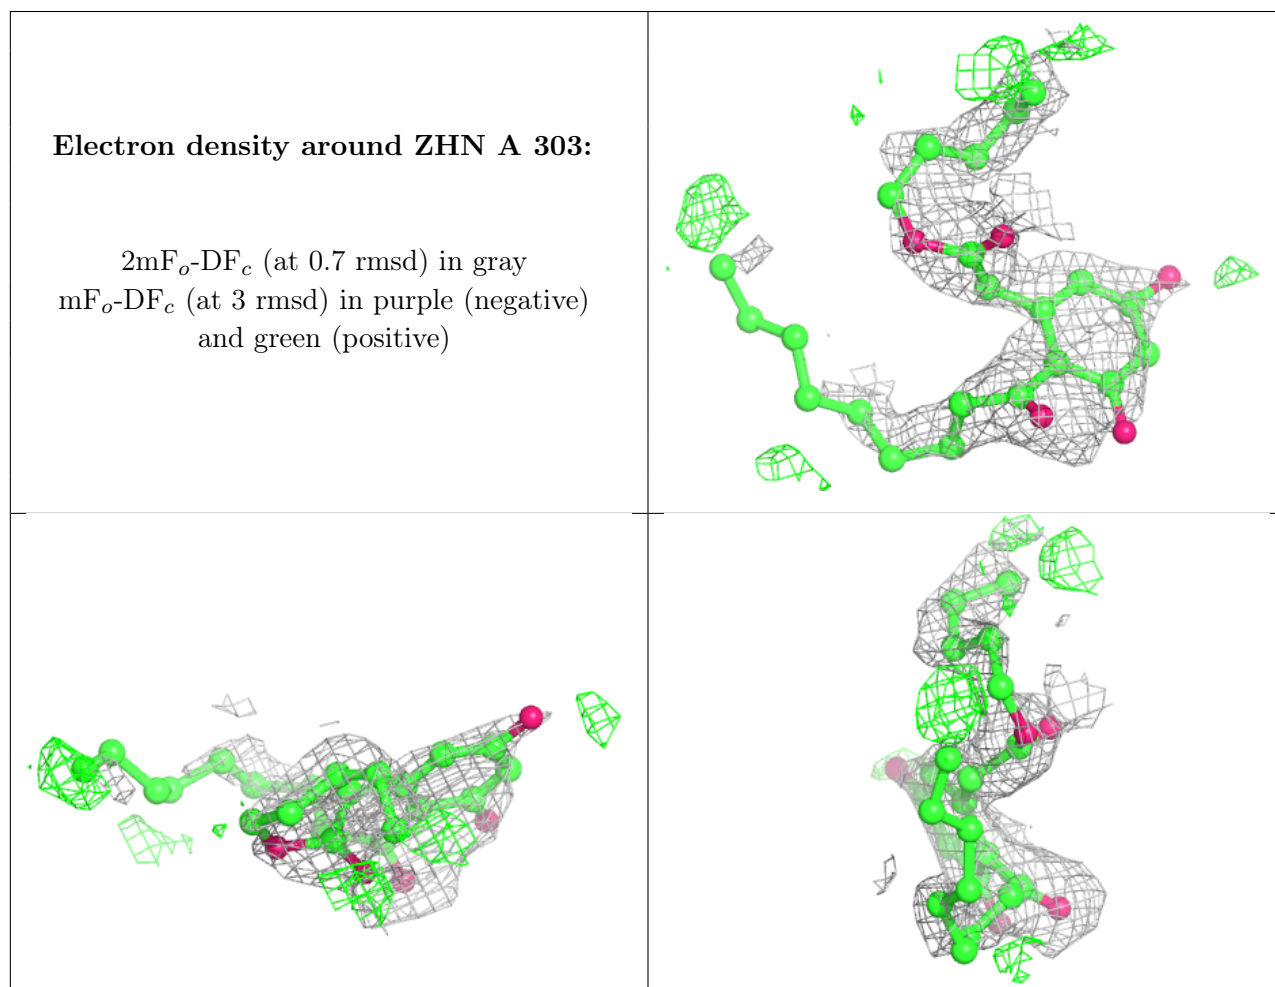 Electron density around ZHN A 303:
2mFₒ-DF𝒸 (at 0.7 rmsd) in gray
mFₒ-DF𝒸 (at 3 rmsd) in purple (negative)
and green (positive)